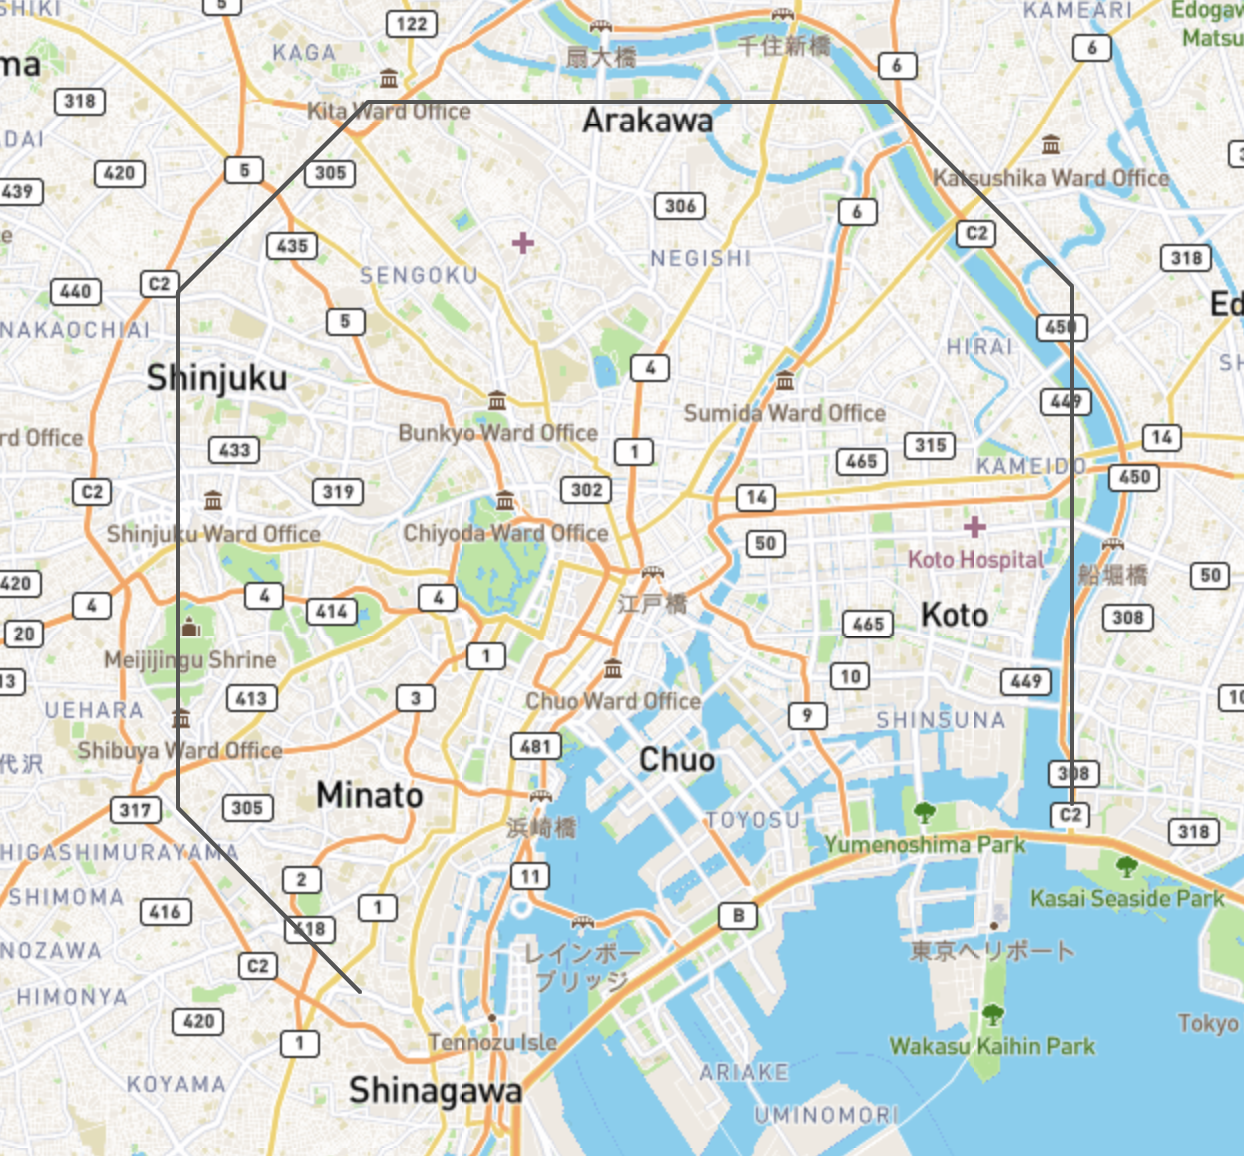 SHIKI
5
122
KAMEARI
Edogaw
Matsu
KAGA
扇大橋
千住新橋
6
6
ma
318
Kita Ward Office
Arakawa
DAI
420
5
305
Katsushika Ward Office
3
439
306
6
e
435
C2
NEGISHI
318
SENGOKU
440
C2
Ed
NAKAOCHIAI
5
450
HIRAI
SH
Shinjuku
4
Sumida Ward Office
449
rd Office
Bunkyo Ward Office
433
1
465
315
14
KAMEIDO
C2
319
302
14
450
Shinjuku Ward Office
Chiyoda Ward Office
50
Koto Hospital
船堀橋
50
420
4
4
414
4
江戸橋
Koto
308
20
465
Meijijingu Shrine
1
13
413
3
Chuo Ward Office
10
449
10
UEHARA
9
SHINSUNA
Shibuya Ward Office
481
代沢
Chuo
308
317
305
Minato
浜崎橋
TOYOSU
C2
318
HIGASHIMURAYAMA
Yumenoshima Park
2
11
SHIMOMA
416
1
B
Kasai Seaside Park
418
NOZAWA
レインボー
ブリッジ
東京ヘリポート
C2
HIMONYA
420
1
Tennozu Isle
Wakasu Kaihin Park
Tokyo
KOYAMA
Shinagawa
ARIAKE
UMINOMORI